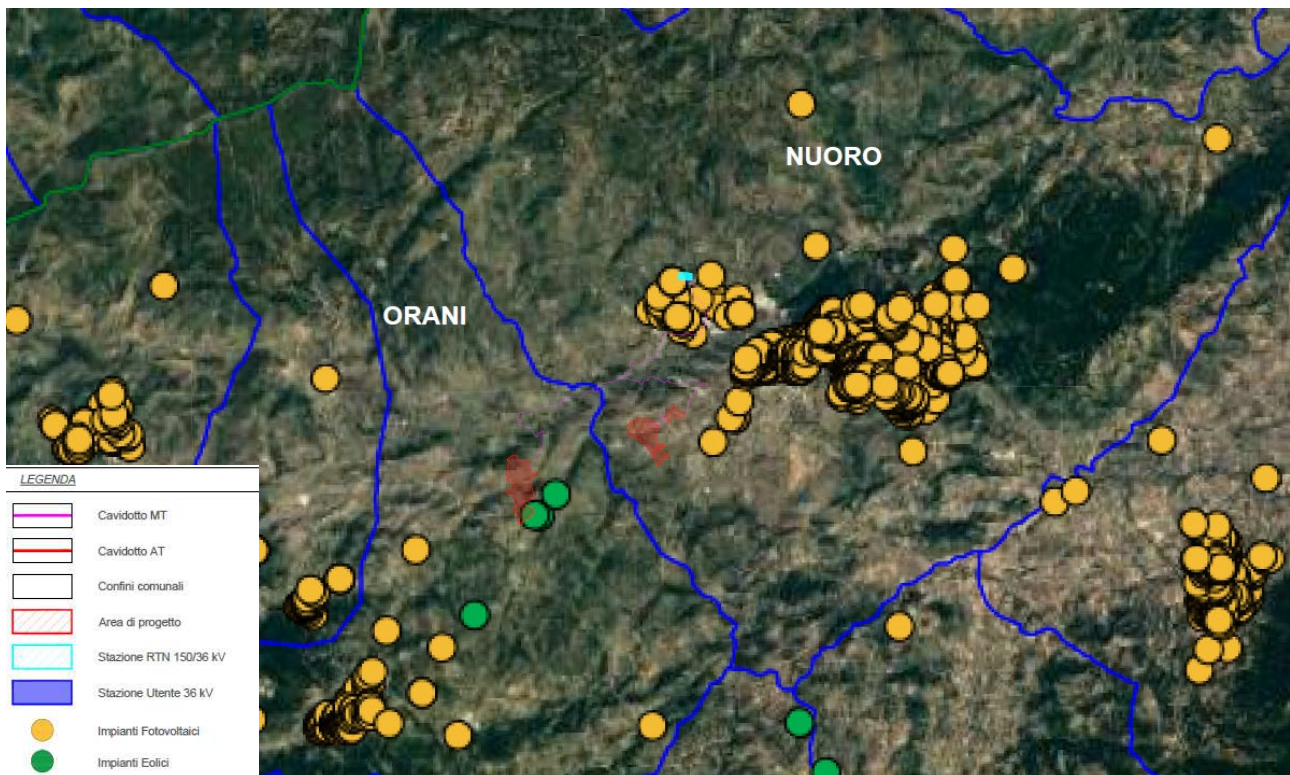 NUORO
ORANI
LEGENDA
Cavidotto MT
Cavidotto AT
Confini comunali
Area di progetto
Stazione RTN 150/36 kV
Stazione Utente 36 kV
Impianti Fotovoltaici
Impianti Eolici